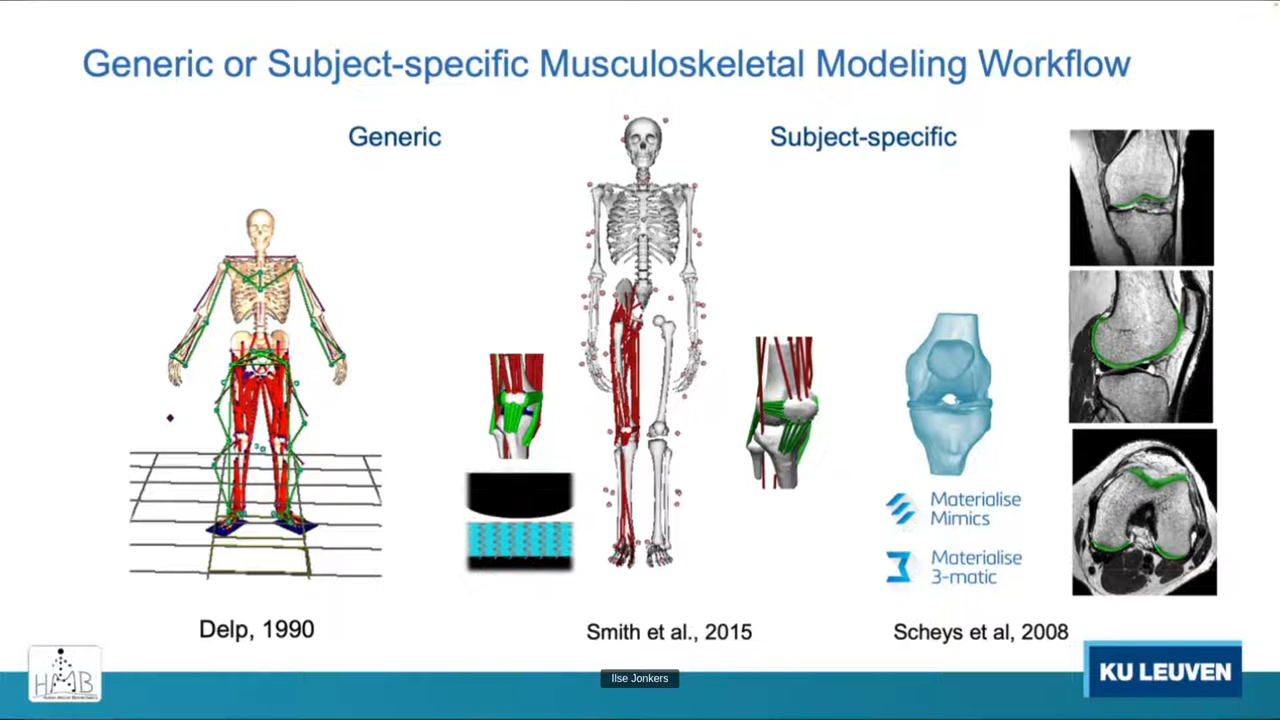 Generic or Subject-specific Musculoskeletal Modeling Workflow
Generic
Subject-specific
Materialise
Mimics
Materialise
3-matic
Delp, 1990
Smith et al., 2015
Scheys et al, 2008
HMB
Ilse Jonkers
KU LEUVEN